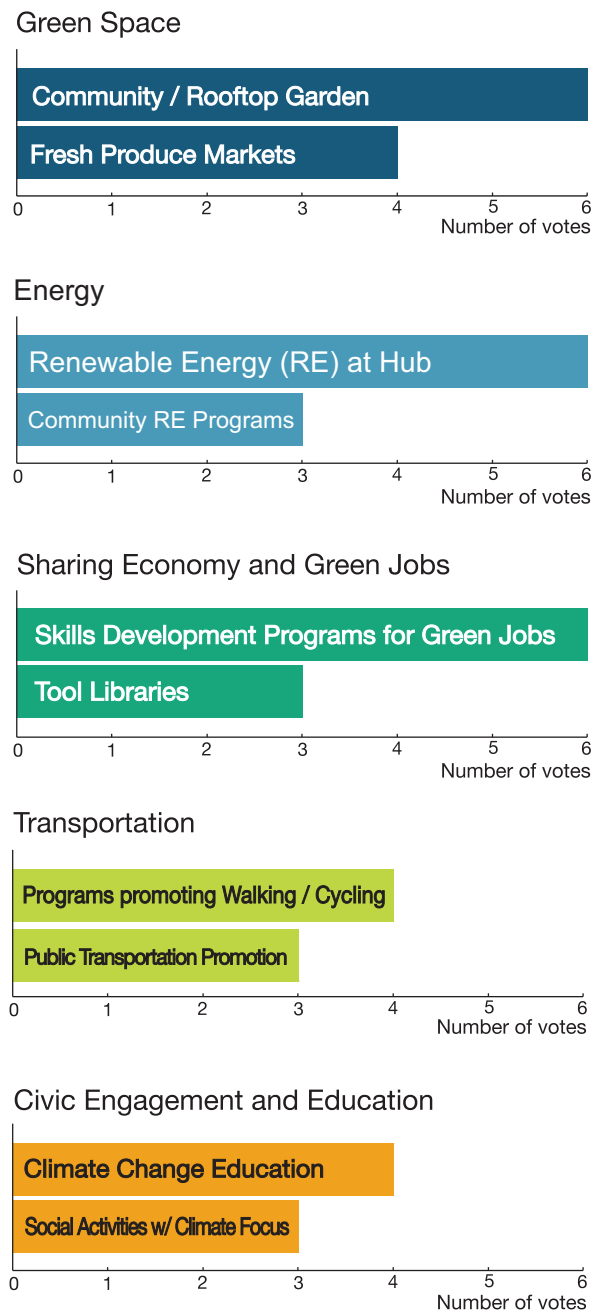 Green Space
Community / Rooftop Garden
Fresh Produce Markets
0 1 2 3 4 5 6
Number of votes
Energy
Renewable Energy (RE) at Hub
Community RE Programs
0 1 2 3 4 5 6
Number of votes
Sharing Economy and Green Jobs
Skills Development Programs for Green Jobs
Tool Libraries
0 1 2 3 4 5 6
Number of votes
Transportation
Programs promoting Walking / Cycling
Public Transportation Promotion
0 1 2 3 4 5 6
Number of votes
Civic Engagement and Education
Climate Change Education
Social Activities w/ Climate Focus
0 1 2 3 4 5 6
Number of votes